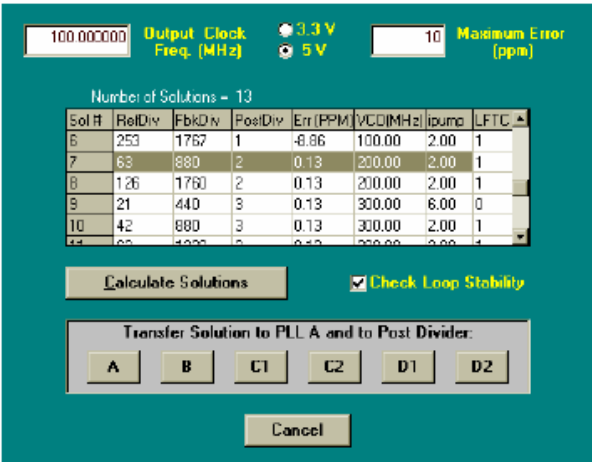 100.000000 Output Clock Freq. (MHz) 3.3 V 5 V 10 Maximum Error (ppm)
Number of Solutions = 13
Sol # RefDiv FbkDiv PostDiv Err (PPM) VCO(MHz) ipump LFTC
6 253 1767 1 -8.86 100.00 2.00 1
7 63 880 2 0.13 200.00 2.00 1
8 126 1760 2 0.13 200.00 2.00 1
9 21 440 3 0.13 300.00 6.00 0
10 42 880 3 0.13 300.00 2.00 1
Calculate Solutions Check Loop Stability
Transfer Solution to PLL A and to Post Divider:
A B C1 C2 D1 D2
Cancel